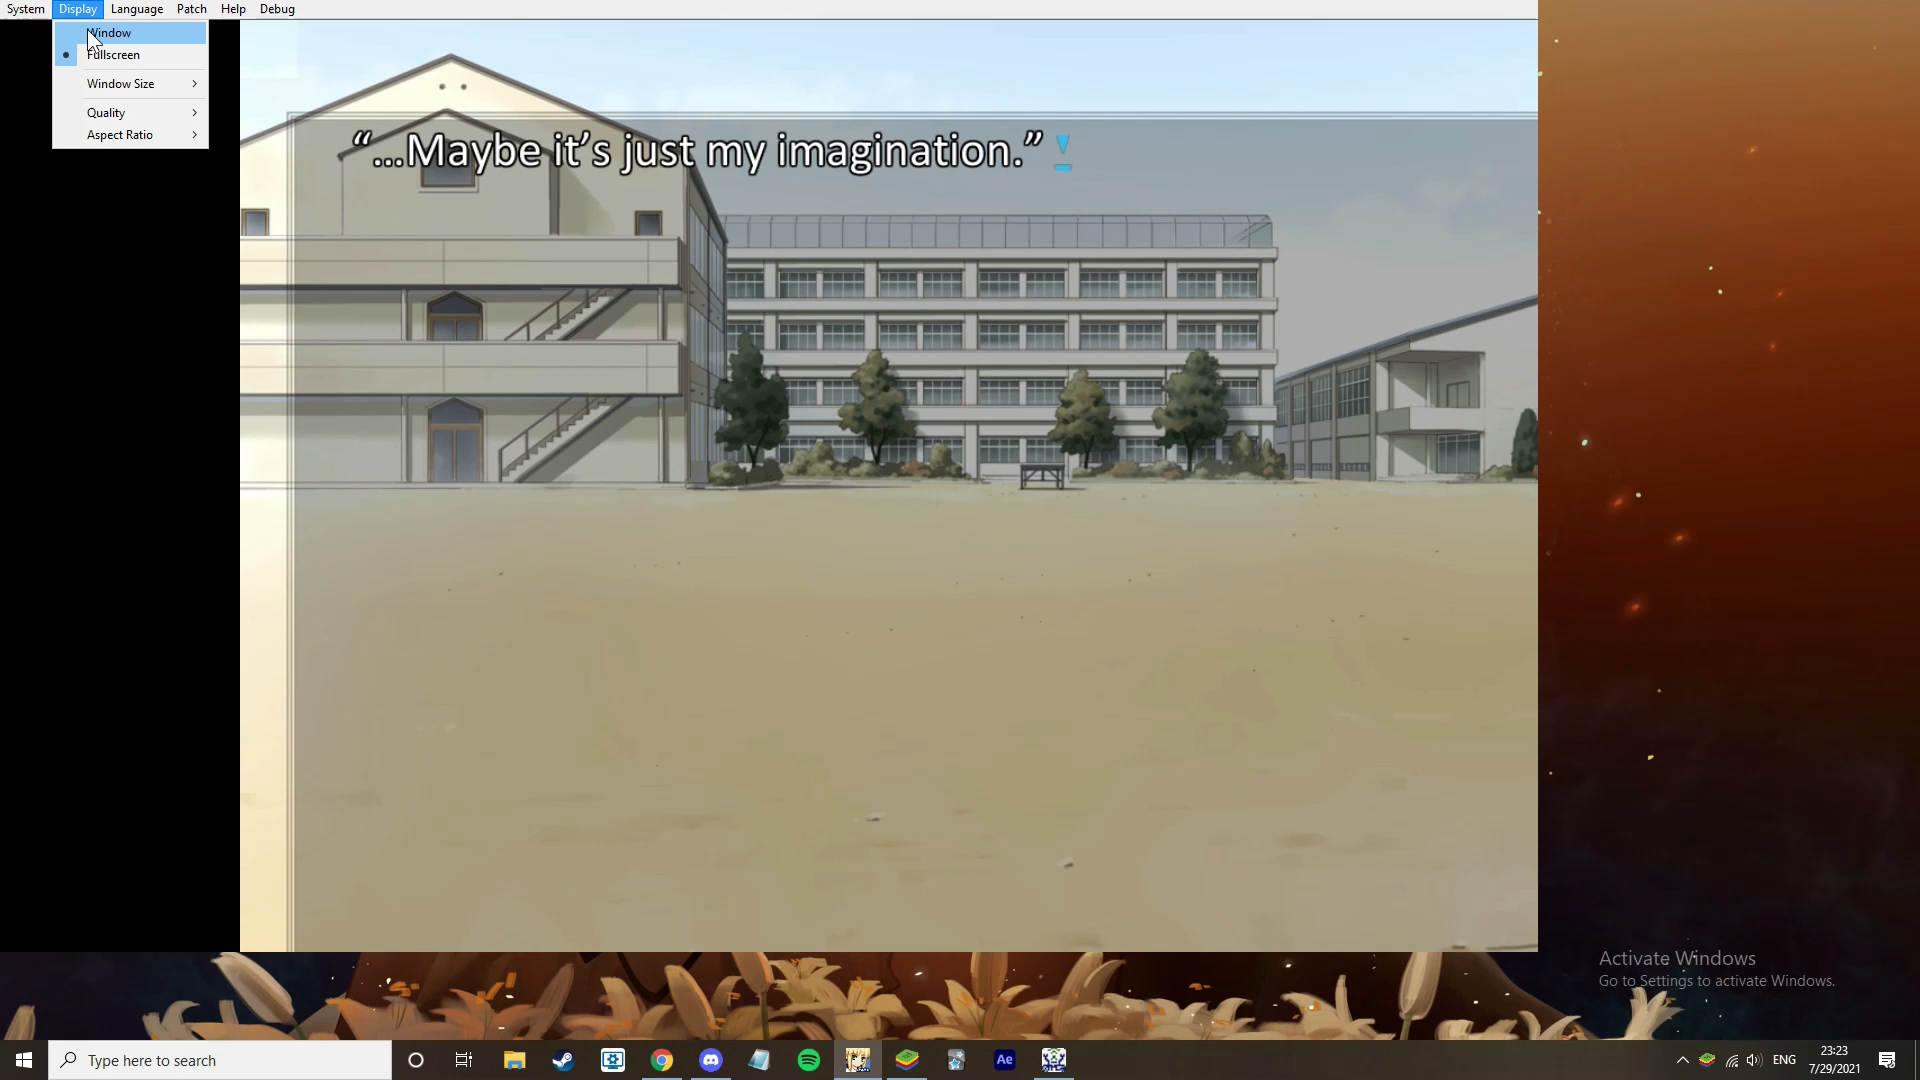 System Display Language Patch Help Debug
Window
Fullscreen
Window Size
Quality
Aspect Ratio
“...Maybe it’s just my imagination.”
Activate Windows
Go to Settings to activate Windows.
Type here to search
Ae
ENG
23:23
7/29/2021